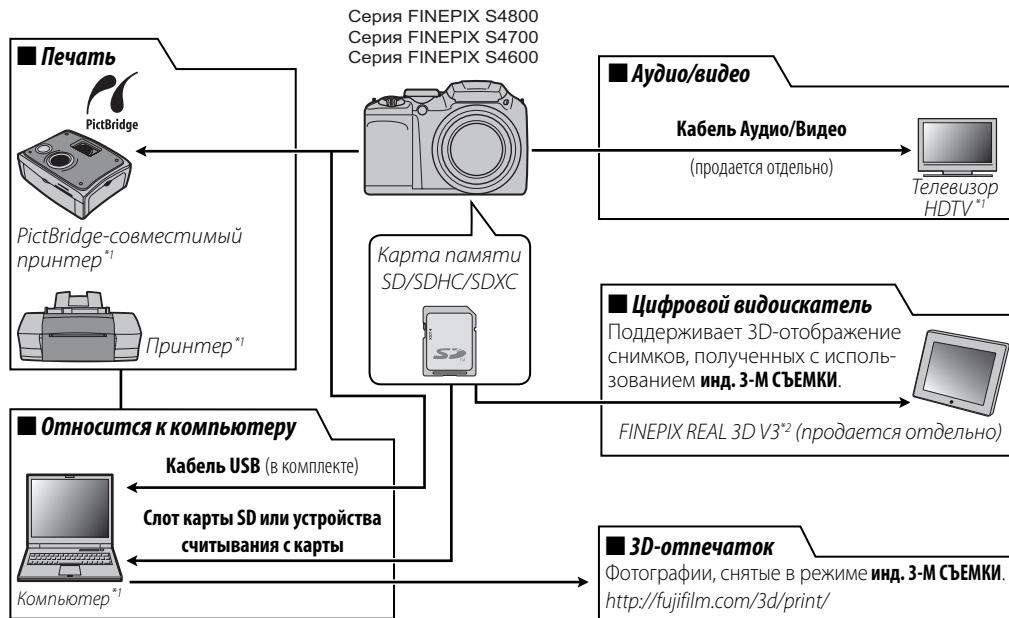 Серия FINEPIX S4800
Серия FINEPIX S4700
Серия FINEPIX S4600
■ Печать
PictBridge
PictBridge-совместимый
принтер*1
Принтер*1
■ Аудио/видео
Кабель Аудио/Видео
(продается отдельно)
Телевизор
HDTV*1
Карта памяти
SD/SDHC/SDXC
■ Цифровой видоискатель
Поддерживает 3D-отображение
снимков, полученных с исполь-
зованием инд. 3-М СЪЕМКИ.
FINEPIX REAL 3D V3*2 (продается отдельно)
■ Относится к компьютеру
Кабель USB (в комплекте)
Слот карты SD или устройства
считывания с карты
Компьютер*1
■ 3D-отпечаток
Фотографии, снятые в режиме инд. 3-М СЪЕМКИ.
http://fujifilm.com/3d/print/